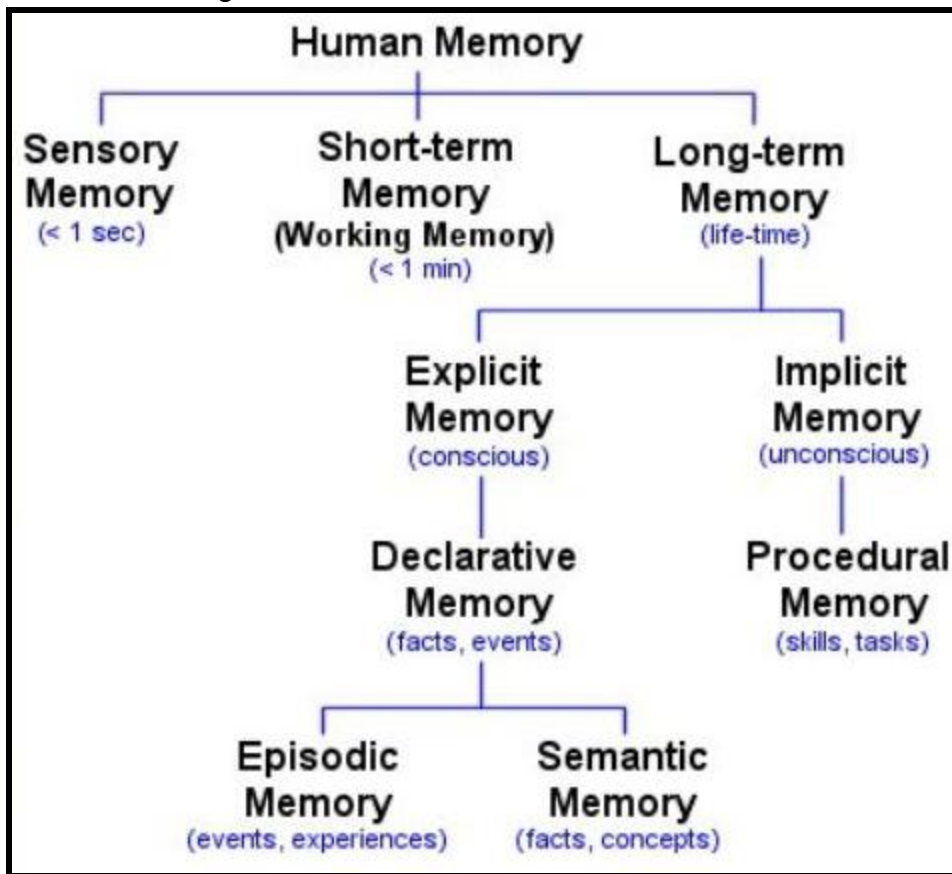 Human Memory
Sensory
Memory
(< 1 sec)
Short-term
Memory
(Working Memory)
(< 1 min)
Long-term
Memory
(life-time)
Explicit
Memory
(conscious)
Implicit
Memory
(unconscious)
Declarative
Memory
(facts, events)
Procedural
Memory
(skills, tasks)
Episodic
Memory
(events, experiences)
Semantic
Memory
(facts, concepts)